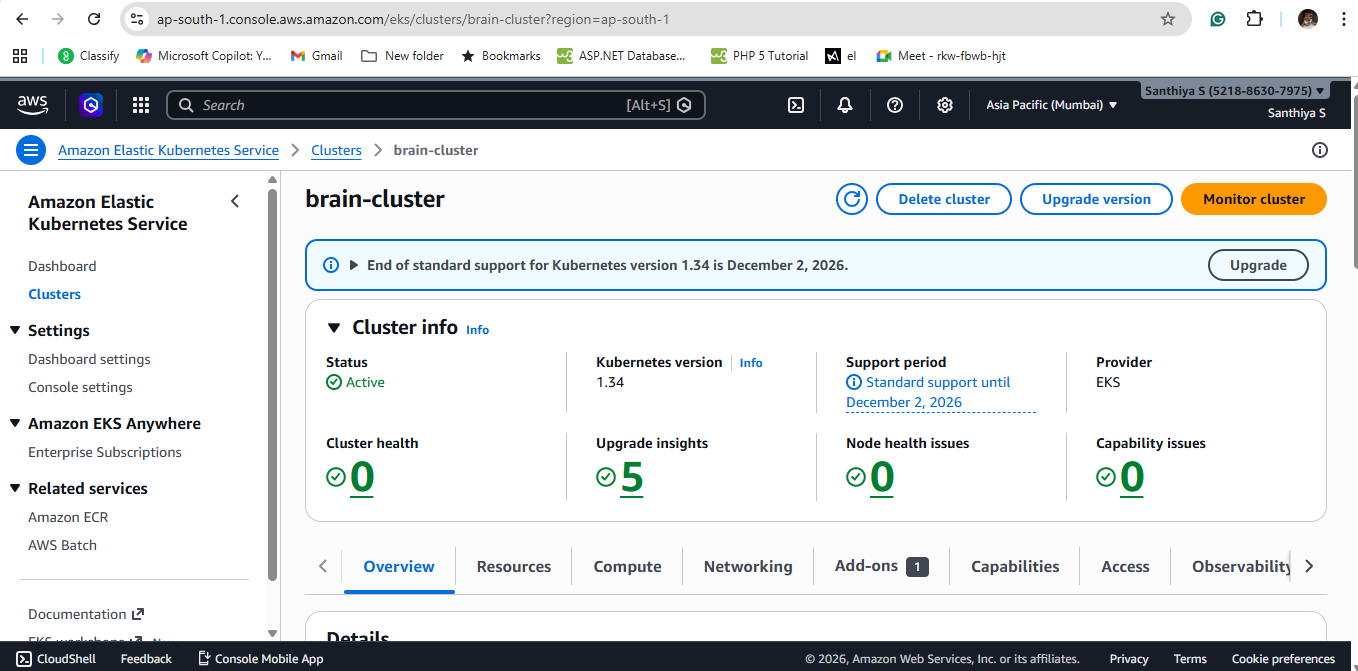 ap-south-1.console.aws.amazon.com/eks/clusters/brain-cluster?region=ap-south-1
Classify
Microsoft Copilot: Y...
Gmail
New folder
Bookmarks
ASP.NET Database...
PHP 5 Tutorial
el
Meet - rkw-fbwb-hjt
aws
Search
[Alt+S]
Asia Pacific (Mumbai)
Santhiya S (5218-8630-7975)
Santhiya S
Amazon Elastic Kubernetes Service
Clusters
brain-cluster
Amazon Elastic
Kubernetes Service
Dashboard
Clusters
Settings
Dashboard settings
Console settings
Amazon EKS Anywhere
Enterprise Subscriptions
Related services
Amazon ECR
AWS Batch
Documentation
EKS workshops
brain-cluster
Delete cluster
Upgrade version
Monitor cluster
End of standard support for Kubernetes version 1.34 is December 2, 2026.
Upgrade
Cluster info
Info
Status
Active
Kubernetes version
Info
1.34
Support period
Standard support until
December 2, 2026
Provider
EKS
Cluster health
0
Upgrade insights
5
Node health issues
0
Capability issues
0
Overview
Resources
Compute
Networking
Add-ons
1
Capabilities
Access
Observability
Details
CloudShell
Feedback
Console Mobile App
© 2026, Amazon Web Services, Inc. or its affiliates.
Privacy
Terms
Cookie preferences